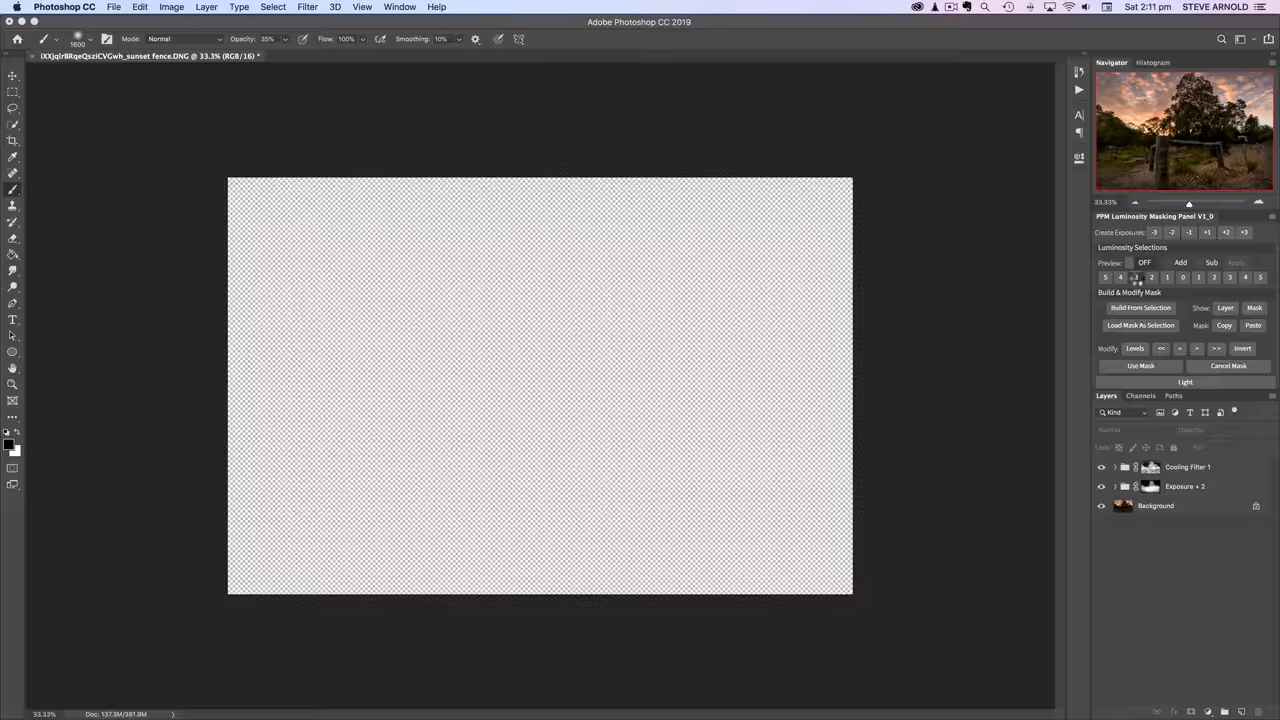 Photoshop CC File Edit Image Layer Type Select Filter 3D View Window Help Sat 2:11 pm STEVE ARNOLD
Adobe Photoshop CC 2019
1600 Mode: Normal Opacity: 35% Flow: 100% Smoothing: 10%
iXXjqIrBRqeQsziCVGwh_sunset fence.DNG @ 33.3% (RGB/16) *
Navigator Histogram
33.33%
PPM Luminosity Masking Panel V1_0
Create Exposures: -3 -2 -1 +1 +2 +3
Luminosity Selections
Preview: OFF Add Sub Apply
5 4 3 2 1 0 1 2 3 4 5
Build & Modify Mask
Build From Selection Show: Layer Mask
Load Mask As Selection Mask: Copy Paste
Modify: Levels << < > >> Invert
Use Mask Cancel Mask
Light
Layers Channels Paths
Kind
Normal Opacity:
Lock: Fill:
Cooling Filter 1
Exposure + 2
Background
33.33% Doc: 137.3M/381.9M